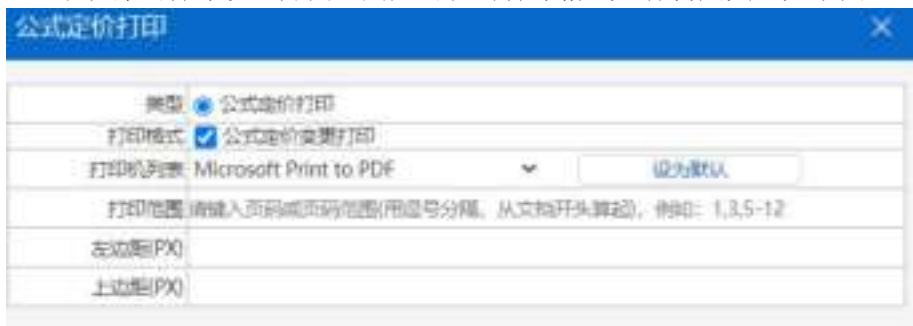 公式定价打印
类型 公式定价打印
打印格式 公式定价变更打印
打印机列表 Microsoft Print to PDF 设为默认
打印范围 请键入页码或页码范围(用逗号分隔，从文档开头算起)，例如：1,3,5-12
左边距(PX)
上边距(PX)